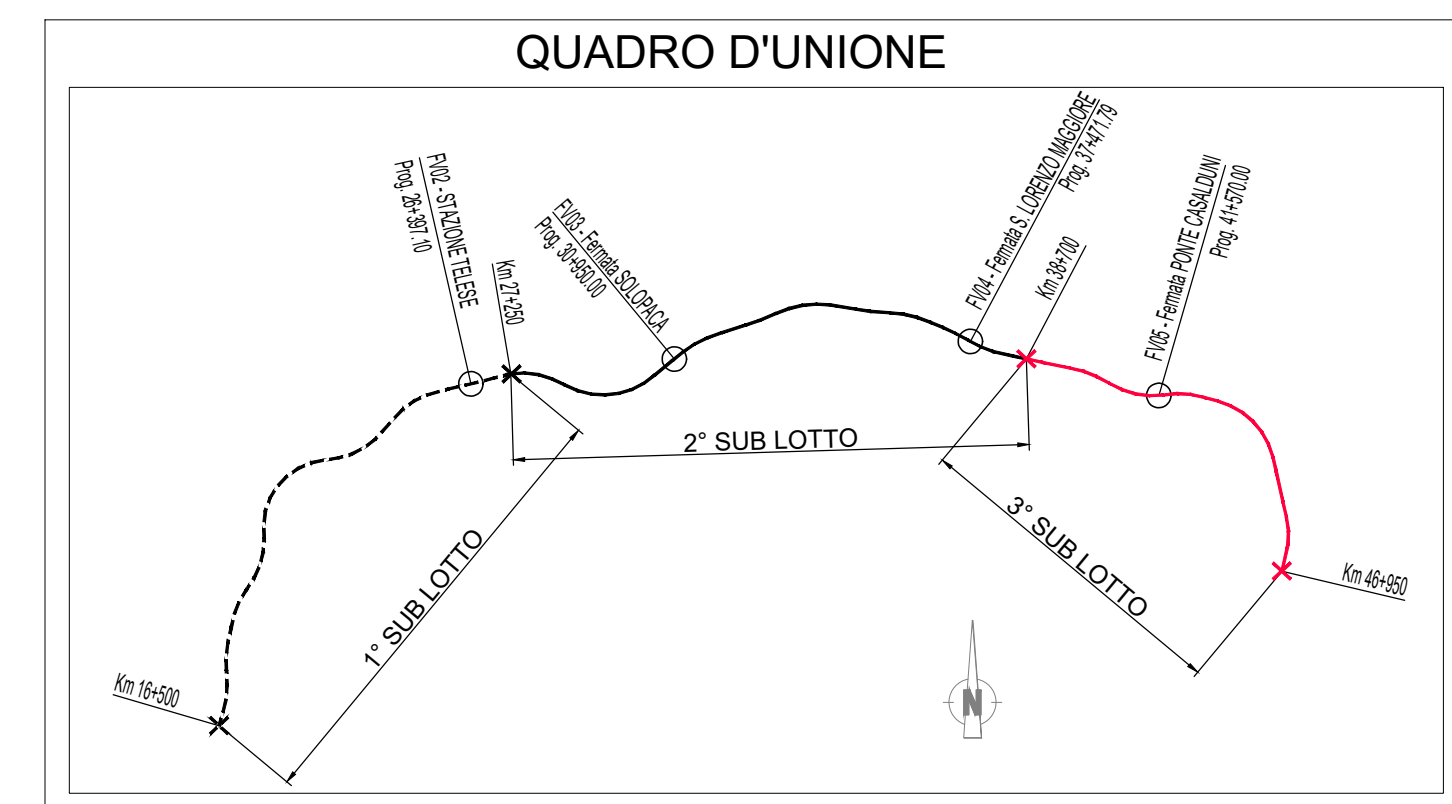 QUADRO D'UNIONE
FV02 - STAZIONE TELESE
Prog. 26+397.10
Km 27+250
FV03 - Fermata SOLOPACA
Prog. 30+950.00
FV04 - Fermata S. LORENZO MAGGIORE
Prog. 37+471.79
Km 38+700
FV05 - Fermata PONTE CASALDUNI
Prog. 41+570.00
2° SUB LOTTO
1° SUB LOTTO
3° SUB LOTTO
Km 46+950
Km 16+500
N